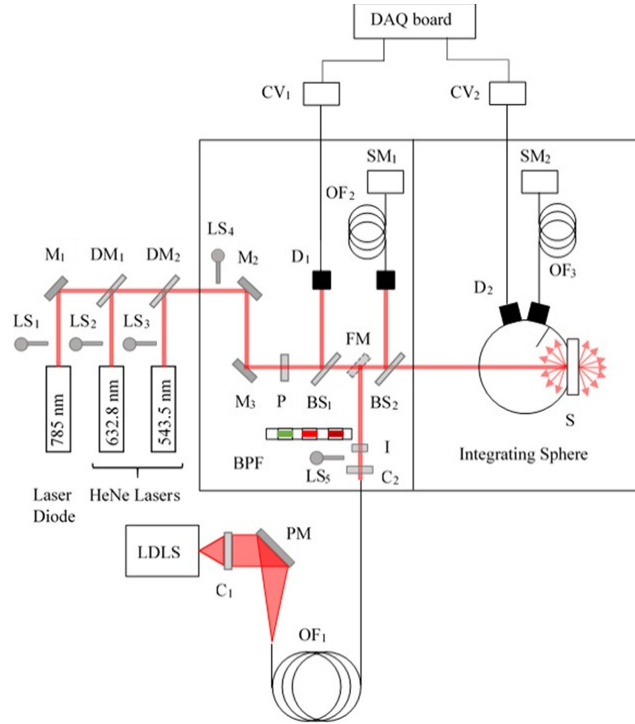 DAQ board
CV₁
CV₂
SM₁
SM₂
OF₂
LS₄
M₁
DM₁
DM₂
M₂
D₁
D₂
OF₃
LS₁
LS₂
LS₃
FM
M₃
P
BS₁
BS₂
S
785 nm
632.8 nm
543.5 nm
BPF
I
LS₅
C₂
Integrating Sphere
Laser
Diode
HeNe Lasers
LDLS
PM
C₁
OF₁